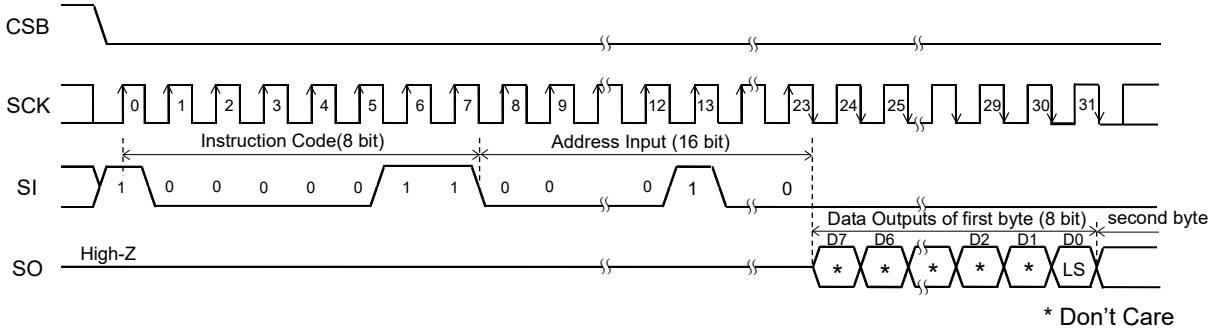 CSB
SCK
0 1 2 3 4 5 6 7 8 9 12 13 23 24 25 29 30 31
Instruction Code(8 bit) Address Input (16 bit)
SI
1 0 0 0 0 0 1 1 0 0 0 1 0
Data Outputs of first byte (8 bit) second byte
D7 D6 D2 D1 D0
High-Z
SO
* * * * * LS
* Don't Care